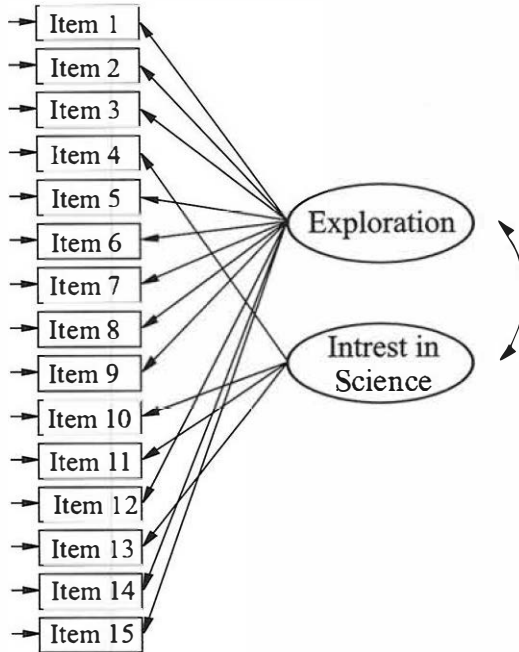 Item 1
Item 2
Item 3
Item 4
Item 5
Item 6
Item 7
Item 8
Item 9
Item 10
Item 11
Item 12
Item 13
Item 14
Item 15
Exploration
Intrest in
Science